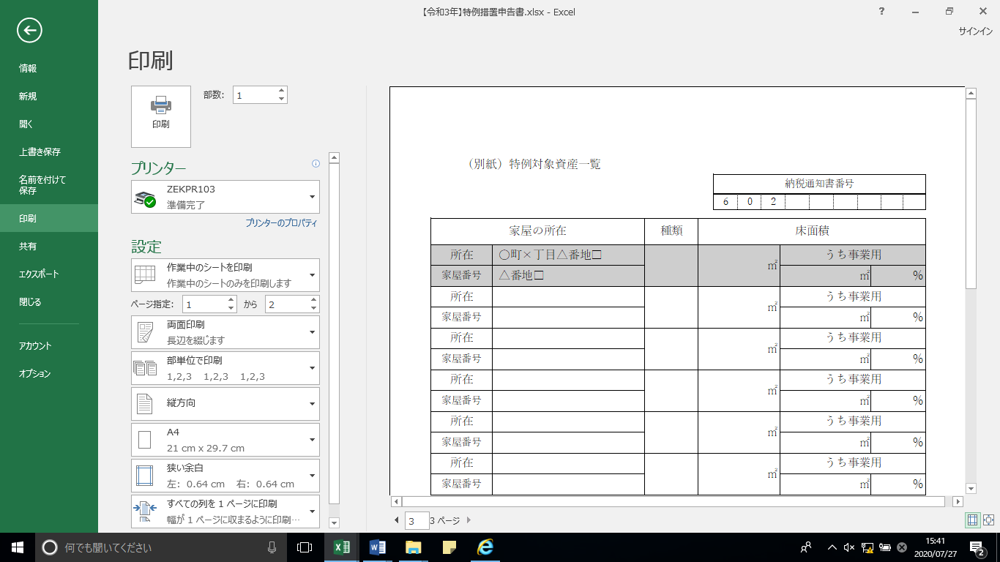 【令和3年】特例措置申告書.xlsx - Excel
?
サインイン
情報
新規
開く
上書き保存
名前を付けて
保存
印刷
共有
エクスポート
閉じる
アカウント
オプション
印刷
印刷
部数: 1
プリンター
ZEKPR103
準備完了
プリンターのプロパティ
設定
作業中のシートを印刷
作業中のシートのみを印刷します
ページ指定: 1 から 2
両面印刷
長辺を綴じます
部単位で印刷
1,2,3 1,2,3 1,2,3
縦方向
A4
21 cm x 29.7 cm
狭い余白
左: 0.64 cm 右: 0.64 cm
すべての列を 1 ページに印刷
幅が 1 ページに収まるように印刷…
（別紙）特例対象資産一覧
納税通知書番号
6 0 2
家屋の所在 種類 床面積
所在 〇町×丁目△番地□ ㎡ うち事業用
家屋番号 △番地□ ㎡ %
所在 ㎡ うち事業用
家屋番号 ㎡ %
所在 ㎡ うち事業用
家屋番号 ㎡ %
所在 ㎡ うち事業用
家屋番号 ㎡ %
所在 ㎡ うち事業用
家屋番号 ㎡ %
所在 ㎡ うち事業用
家屋番号 ㎡ %
3 3 ページ
何でも聞いてください
15:41
2020/07/27
2